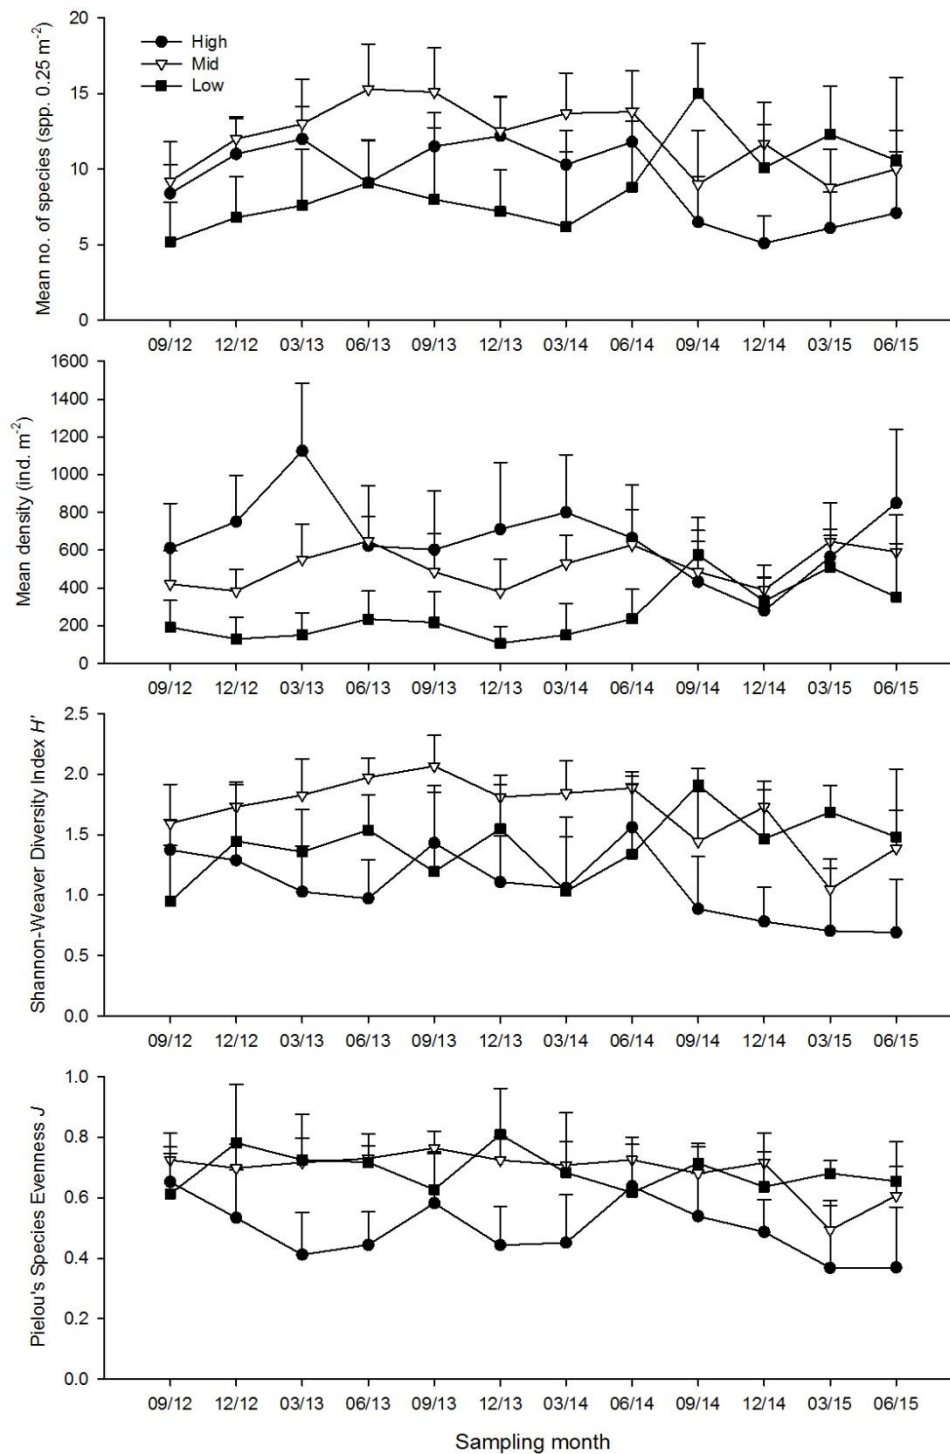 20
15
10
5
0
Mean no. of species (spp. 0.25 m⁻²)
High
Mid
Low
09/12 12/12 03/13 06/13 09/13 12/13 03/14 06/14 09/14 12/14 03/15 06/15
1600
1400
1200
1000
800
600
400
200
0
Mean density (ind. m⁻²)
09/12 12/12 03/13 06/13 09/13 12/13 03/14 06/14 09/14 12/14 03/15 06/15
2.5
2.0
1.5
1.0
0.5
0.0
Shannon-Weaver Diversity Index H'
09/12 12/12 03/13 06/13 09/13 12/13 03/14 06/14 09/14 12/14 03/15 06/15
1.0
0.8
0.6
0.4
0.2
0.0
Pielou's Species Evenness J
09/12 12/12 03/13 06/13 09/13 12/13 03/14 06/14 09/14 12/14 03/15 06/15
Sampling month